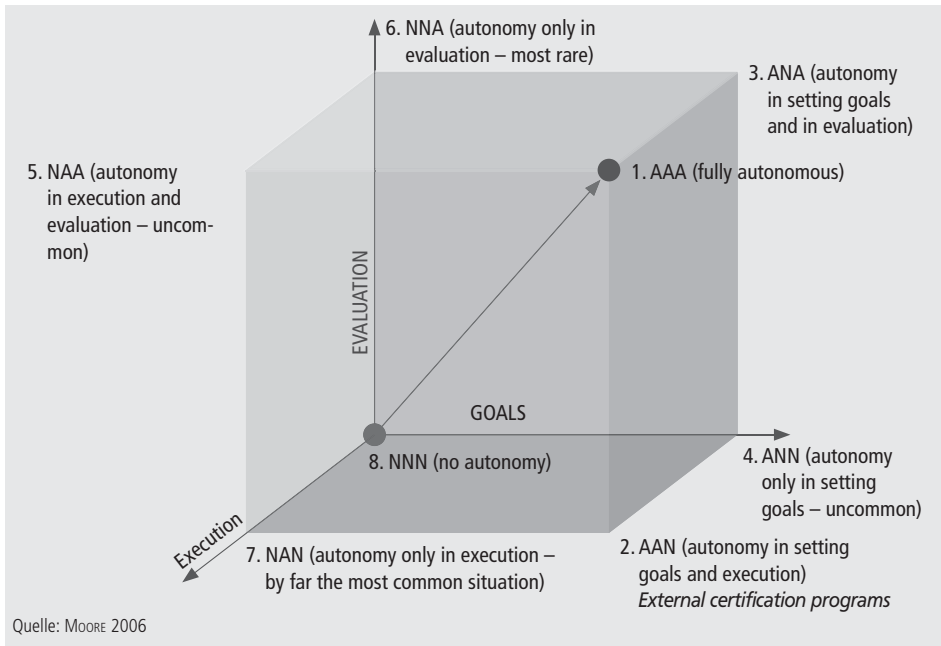 6. NNA (autonomy only in
evaluation – most rare)
3. ANA (autonomy
in setting goals
and in evaluation)
5. NAA (autonomy
in execution and
evaluation – uncom-
mon)
1. AAA (fully autonomous)
EVALUATION
GOALS
8. NNN (no autonomy)
4. ANN (autonomy
only in setting
goals – uncommon)
Execution
7. NAN (autonomy only in execution –
by far the most common situation)
2. AAN (autonomy in setting
goals and execution)
External certification programs
Quelle: MOORE 2006